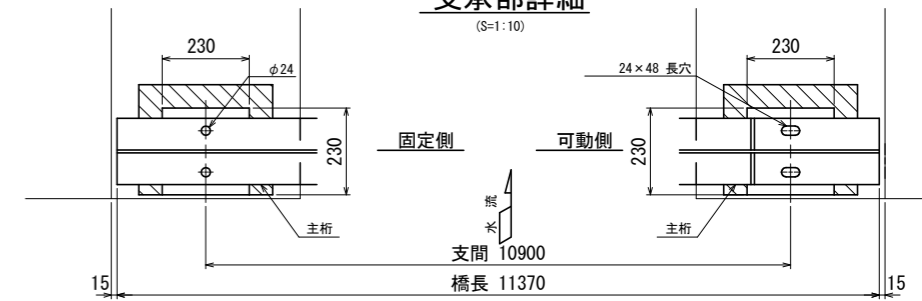 支承部詳細
(S=1:10)
230
φ24
24×48 長穴
230
230
固定側
可動側
230
水流
主桁
主桁
支間 10900
15
橋長 11370
15